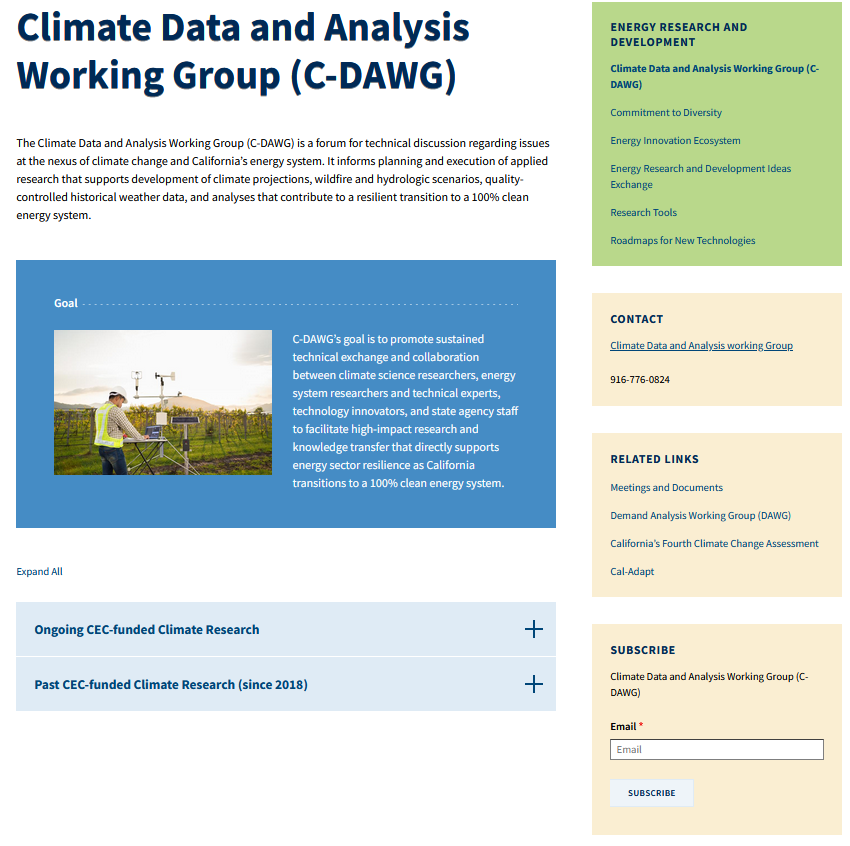 Climate Data and Analysis
Working Group (C-DAWG)
The Climate Data and Analysis Working Group (C-DAWG) is a forum for technical discussion regarding issues
at the nexus of climate change and California's energy system. It informs planning and execution of applied
research that supports development of climate projections, wildfire and hydrologic scenarios, quality-
controlled historical weather data, and analyses that contribute to a resilient transition to a 100% clean
energy system.
Goal
C-DAWG's goal is to promote sustained
technical exchange and collaboration
between climate science researchers, energy
system researchers and technical experts,
technology innovators, and state agency staff
to facilitate high-impact research and
knowledge transfer that directly supports
energy sector resilience as California
transitions to a 100% clean energy system.
Expand All
Ongoing CEC-funded Climate Research
Past CEC-funded Climate Research (since 2018)
ENERGY RESEARCH AND
DEVELOPMENT
Climate Data and Analysis Working Group (C-
DAWG)
Commitment to Diversity
Energy Innovation Ecosystem
Energy Research and Development Ideas
Exchange
Research Tools
Roadmaps for New Technologies
CONTACT
Climate Data and Analysis working Group
916-776-0824
RELATED LINKS
Meetings and Documents
Demand Analysis Working Group (DAWG)
California's Fourth Climate Change Assessment
Cal-Adapt
SUBSCRIBE
Climate Data and Analysis Working Group (C-
DAWG)
Email *
Email
SUBSCRIBE